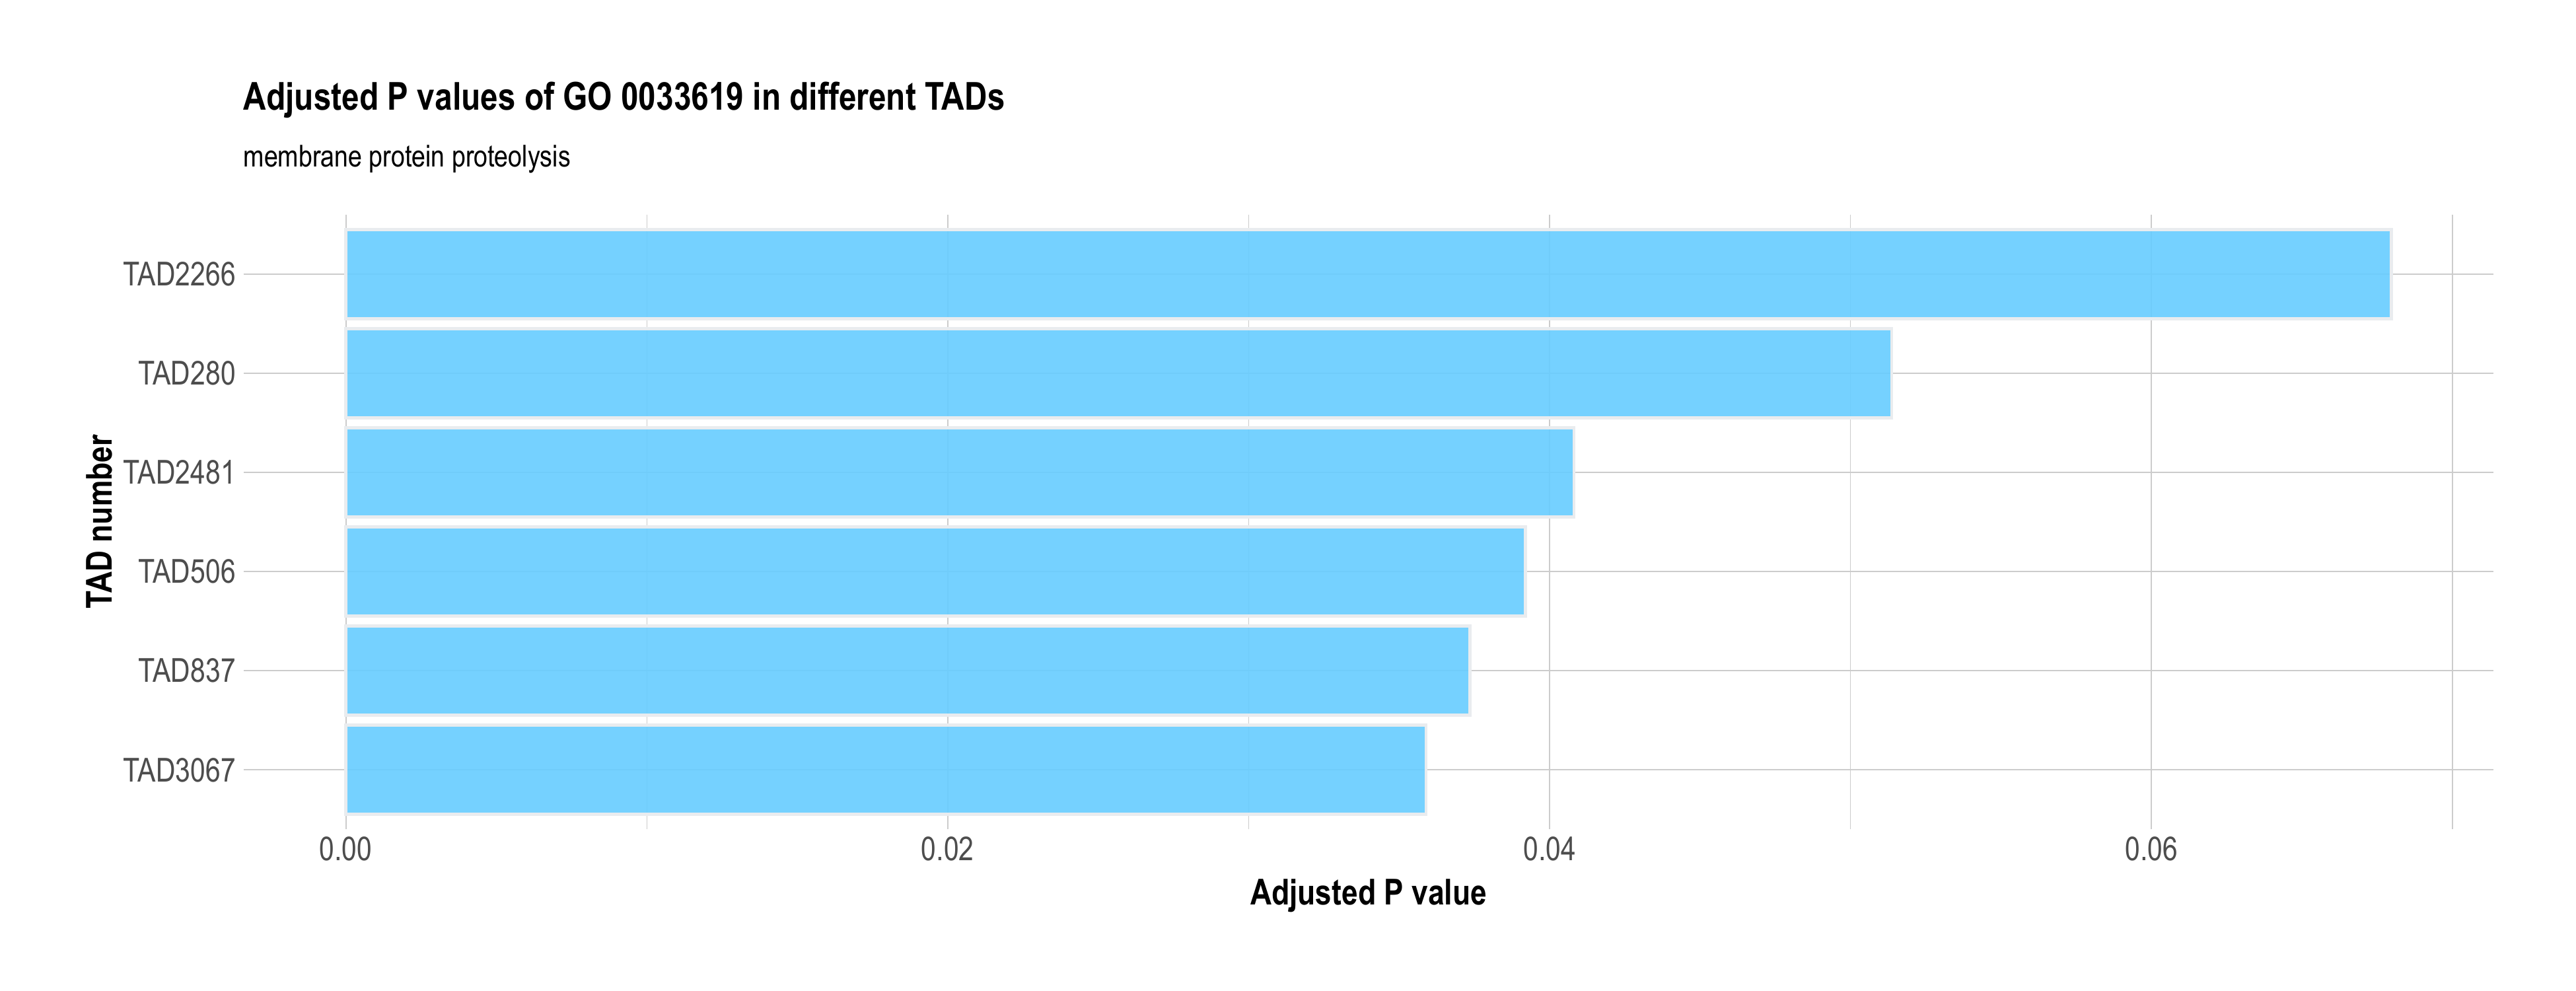 Adjusted P values of GO 0033619 in different TADs
membrane protein proteolysis
TAD number
TAD2266
TAD280
TAD2481
TAD506
TAD837
TAD3067
0.00
0.02
0.04
0.06
Adjusted P value